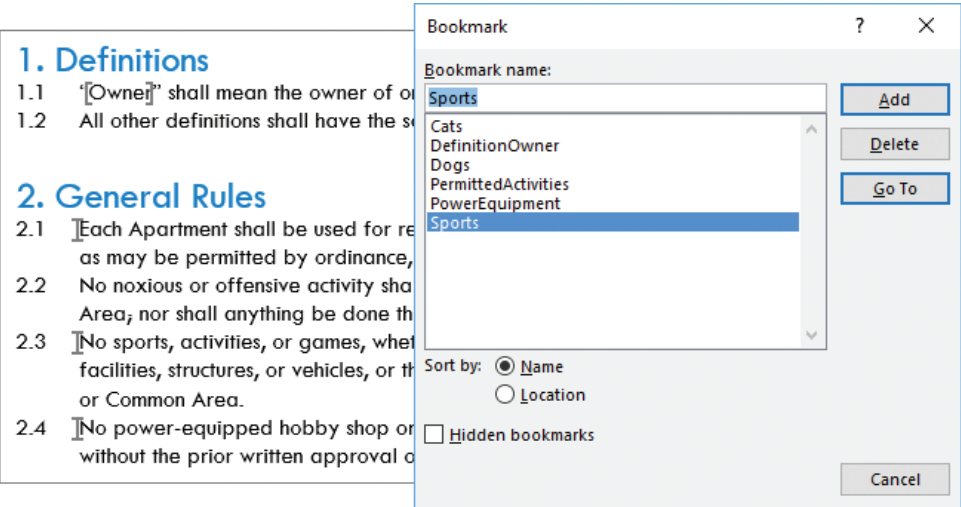 1. Definitions
1.1 "[Owner]" shall mean the owner of
1.2 All other definitions shall have the
2. General Rules
2.1 Each Apartment shall be used for
as may be permitted by ordinance,
2.2 No noxious or offensive activity
Area; nor shall anything be done
2.3 No sports, activities, or games,
facilities, structures, or vehicles, or
or Common Area.
2.4 No power-equipped hobby shop or
without the prior written approval
Bookmark
? ×
Bookmark name:
Sports
Add
Cats
DefinitionOwner
Dogs
PermittedActivities
PowerEquipment
Sports
Delete
Go To
Sort by: Name
Location
Hidden bookmarks
Cancel